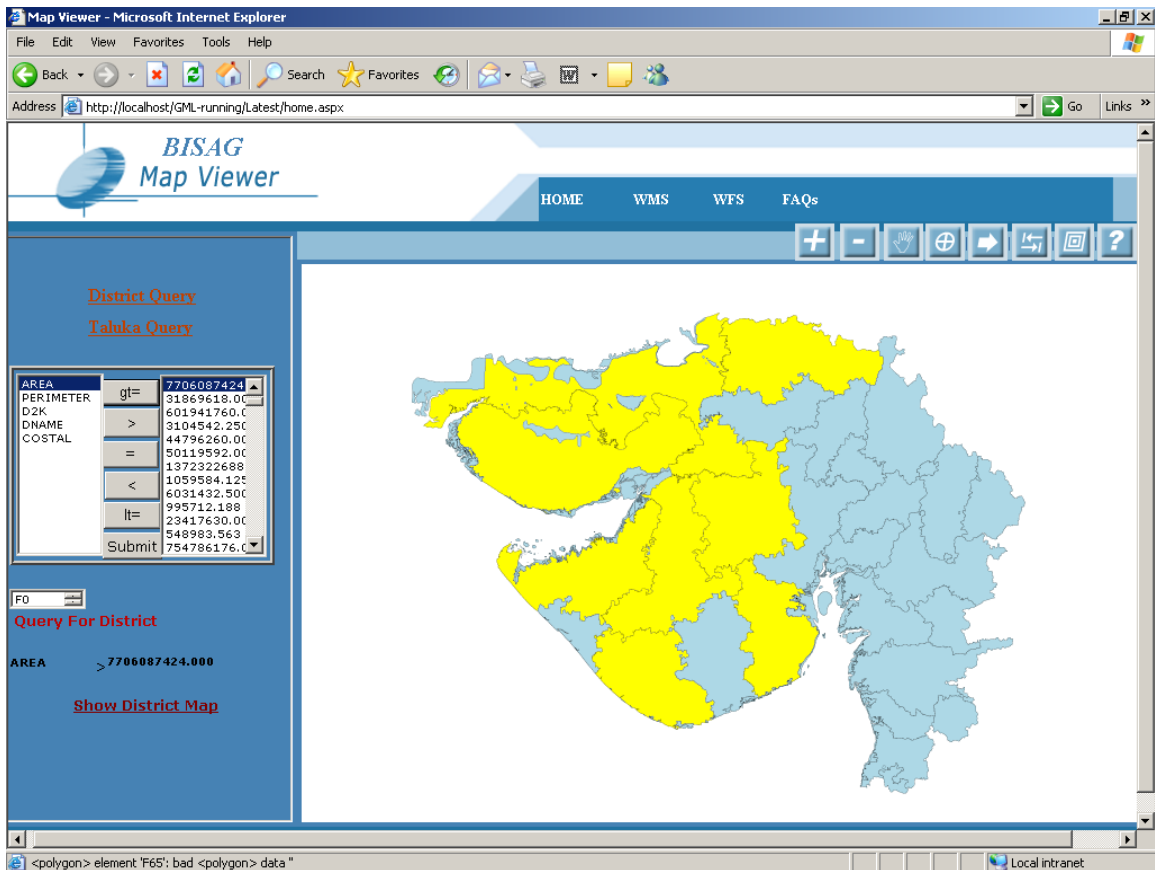 Map Viewer - Microsoft Internet Explorer
File Edit View Favorites Tools Help
Back Search Favorites
Address http://localhost/GML-running/Latest/home.aspx Go Links »
BISAG
Map Viewer
HOME WMS WFS FAQs
+ - ?
District Query
Taluka Query
AREA
PERIMETER
D2K
DNAME
COSTAL
gt=
>
=
<
lt=
Submit
7706087424
31869618.00
601941760.0
3104542.250
44796260.00
50119592.00
1372322688
1059584.125
6031432.500
995712.188
23417630.00
548983.563
754786176.0
F0
Query For District
AREA >7706087424.000
Show District Map
<polygon> element 'F65': bad <polygon> data "
Local intranet